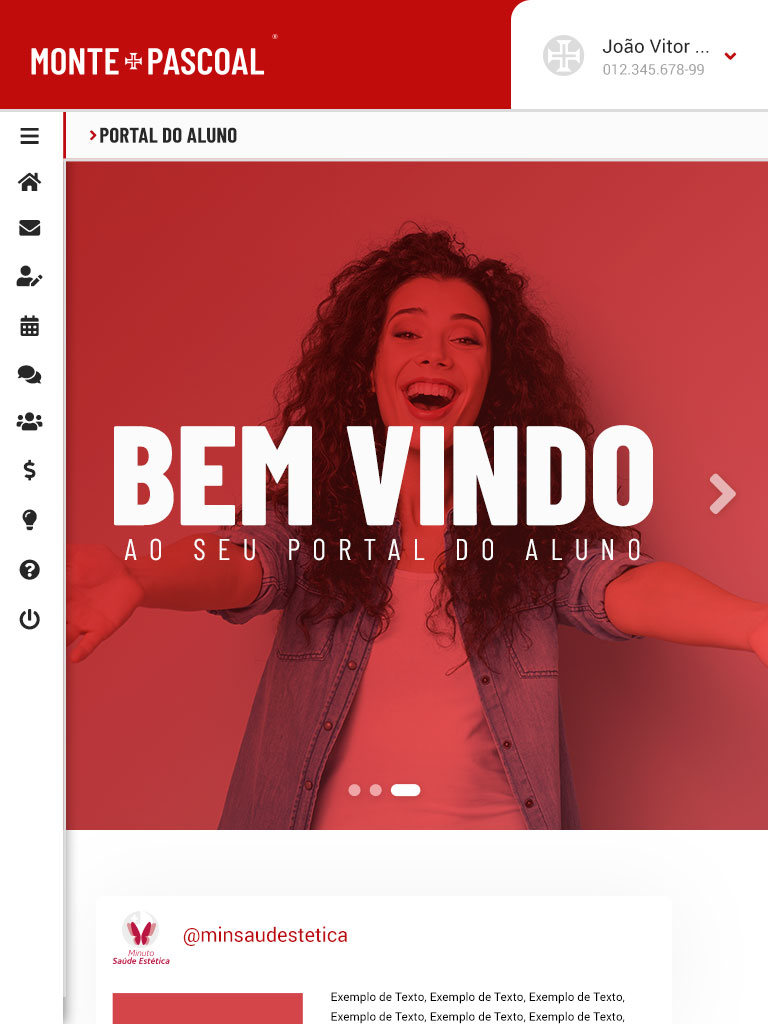 MONTE PASCOAL ®
João Vitor ...
012.345.678-99
PORTAL DO ALUNO
BEM VINDO
AO SEU PORTAL DO ALUNO
Minuto
Saúde Estética
@minsaudestetica
Exemplo de Texto, Exemplo de Texto, Exemplo de Texto,
Exemplo de Texto, Exemplo de Texto, Exemplo de Texto,